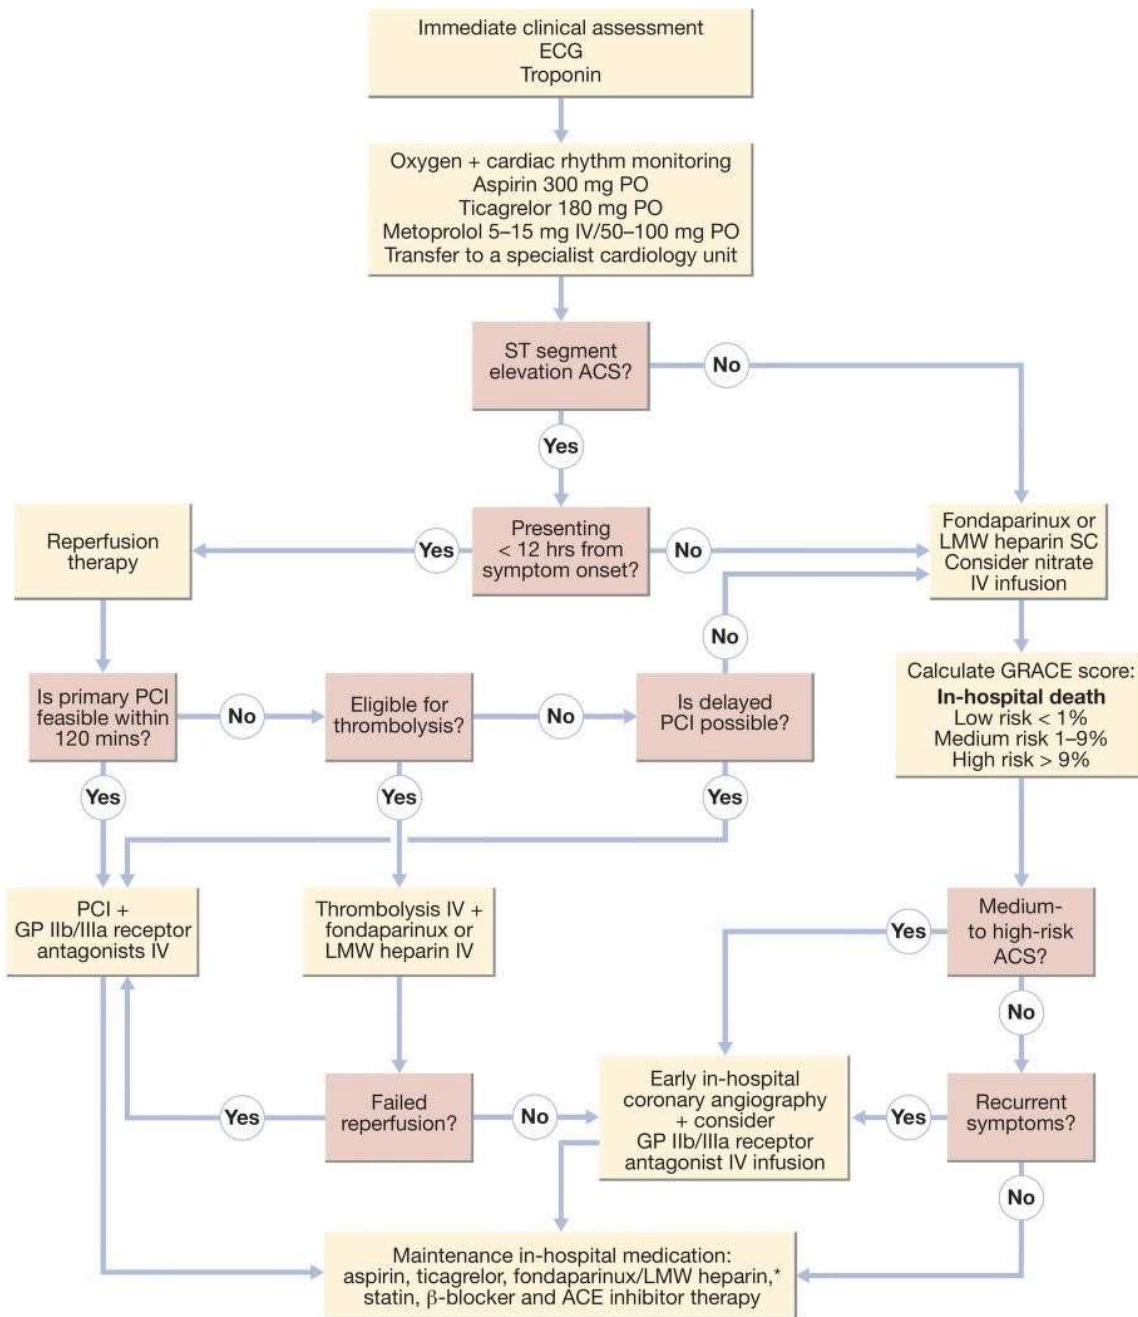 Immediate clinical assessment
ECG
Troponin
Oxygen + cardiac rhythm monitoring
Aspirin 300 mg PO
Ticagrelor 180 mg PO
Metoprolol 5–15 mg IV/50–100 mg PO
Transfer to a specialist cardiology unit
ST segment
elevation ACS?
No
Yes
Reperfusion
therapy
Yes
Presenting
< 12 hrs from
symptom onset?
No
Fondaparinux or
LMW heparin SC
Consider nitrate
IV infusion
No
Is primary PCI
feasible within
120 mins?
No
Eligible for
thrombolysis?
No
Is delayed
PCI possible?
Calculate GRACE score:
In-hospital death
Low risk < 1%
Medium risk 1–9%
High risk > 9%
Yes
Yes
Yes
PCI +
GP IIb/IIIa receptor
antagonists IV
Thrombolysis IV +
fondaparinux or
LMW heparin IV
Yes
Medium-
to high-risk
ACS?
No
Yes
Failed
reperfusion?
No
Early in-hospital
coronary angiography
+ consider
GP IIb/IIIa receptor
antagonist IV infusion
Yes
Recurrent
symptoms?
No
Maintenance in-hospital medication:
aspirin, ticagrelor, fondaparinux/LMW heparin,*
statin, β-blocker and ACE inhibitor therapy